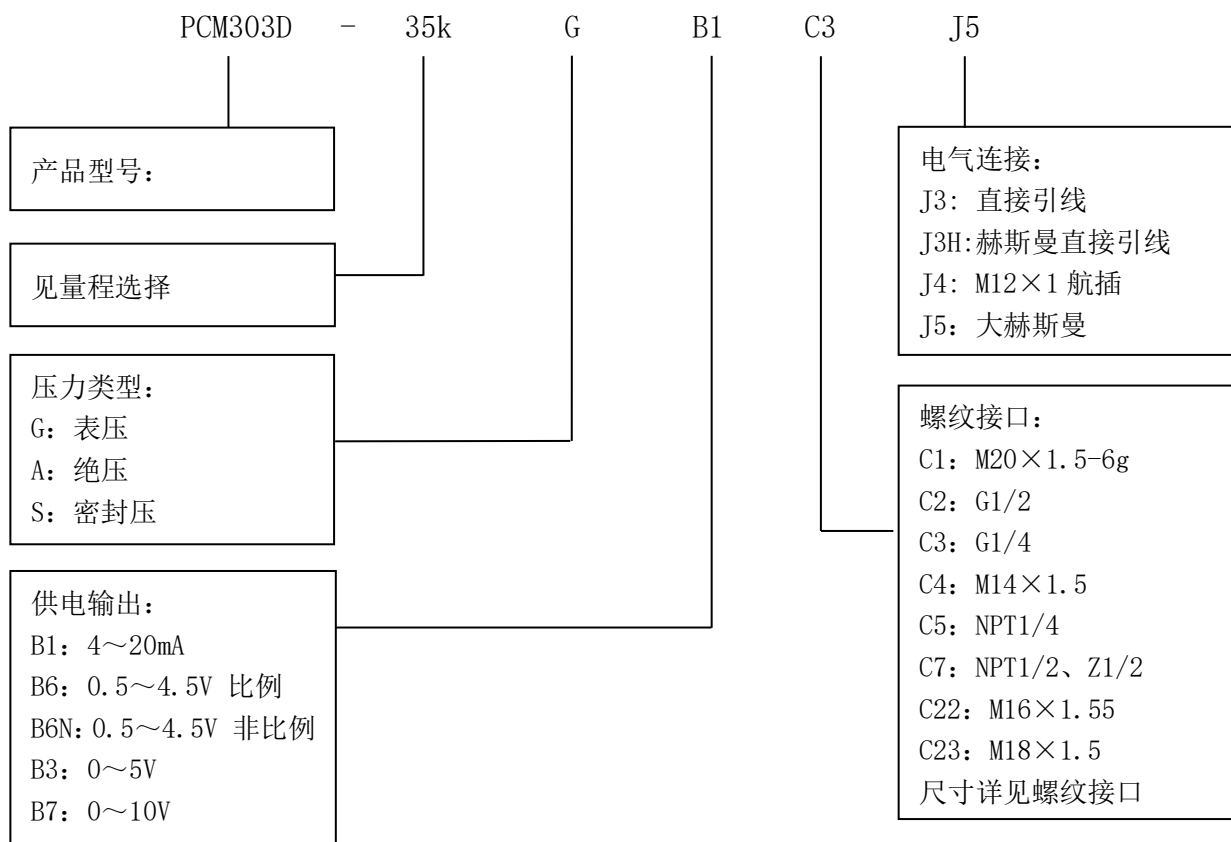 PCM303D - 35k G B1 C3 J5
产品型号：
见量程选择
压力类型：
G：表压
A：绝压
S：密封压
供电输出：
B1：4～20mA
B6：0.5～4.5V 比例
B6N：0.5～4.5V 非比例
B3：0～5V
B7：0～10V
电气连接：
J3: 直接引线
J3H:赫斯曼直接引线
J4: M12×1 航插
J5：大赫斯曼
螺纹接口：
C1：M20×1.5-6g
C2：G1/2
C3：G1/4
C4：M14×1.5
C5：NPT1/4
C7：NPT1/2、Z1/2
C22：M16×1.55
C23：M18×1.5
尺寸详见螺纹接口